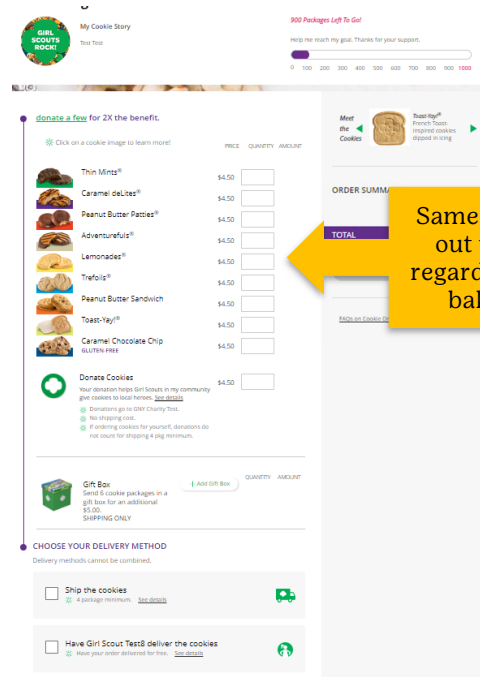 GIRL
SCOUTS
ROCK!
My Cookie Story
Test Test
900 Packages Left To Go!
Help me reach my goal. Thanks for your support.
0 100 200 300 400 500 600 700 800 900 1000
donate a few for 2X the benefit.
Click on a cookie image to learn more!
PRICE QUANTITY AMOUNT
Thin Mints® $4.50
Caramel deLites® $4.50
Peanut Butter Patties® $4.50
Adventurefuls® $4.50
Lemonades® $4.50
Trefoils® $4.50
Peanut Butter Sandwich $4.50
Toast-Yay!® $4.50
Caramel Chocolate Chip $4.50
GLUTEN-FREE
Donate Cookies $4.50
Your donation helps Girl Scouts in my community
give cookies to local heroes. See details
Donations go to GNY Charity Test.
No shipping cost.
If ordering cookies for yourself, donations do
not count for shipping 4 pkg minimum.
Gift Box
Send 6 cookie packages in a
gift box for an additional
$5.00.
SHIPPING ONLY
+ Add Gift Box
QUANTITY AMOUNT
CHOOSE YOUR DELIVERY METHOD
Delivery methods cannot be combined.
Ship the cookies
4 package minimum. See details
Have Girl Scout Test8 deliver the cookies
Have your order delivered for free. See details
Meet
the
Cookies
Toast-Yay!®
French Toast
inspired cookies
dipped in icing
ORDER SUMMA
TOTAL
FAQs on Cookie
Same
out
regard
bal